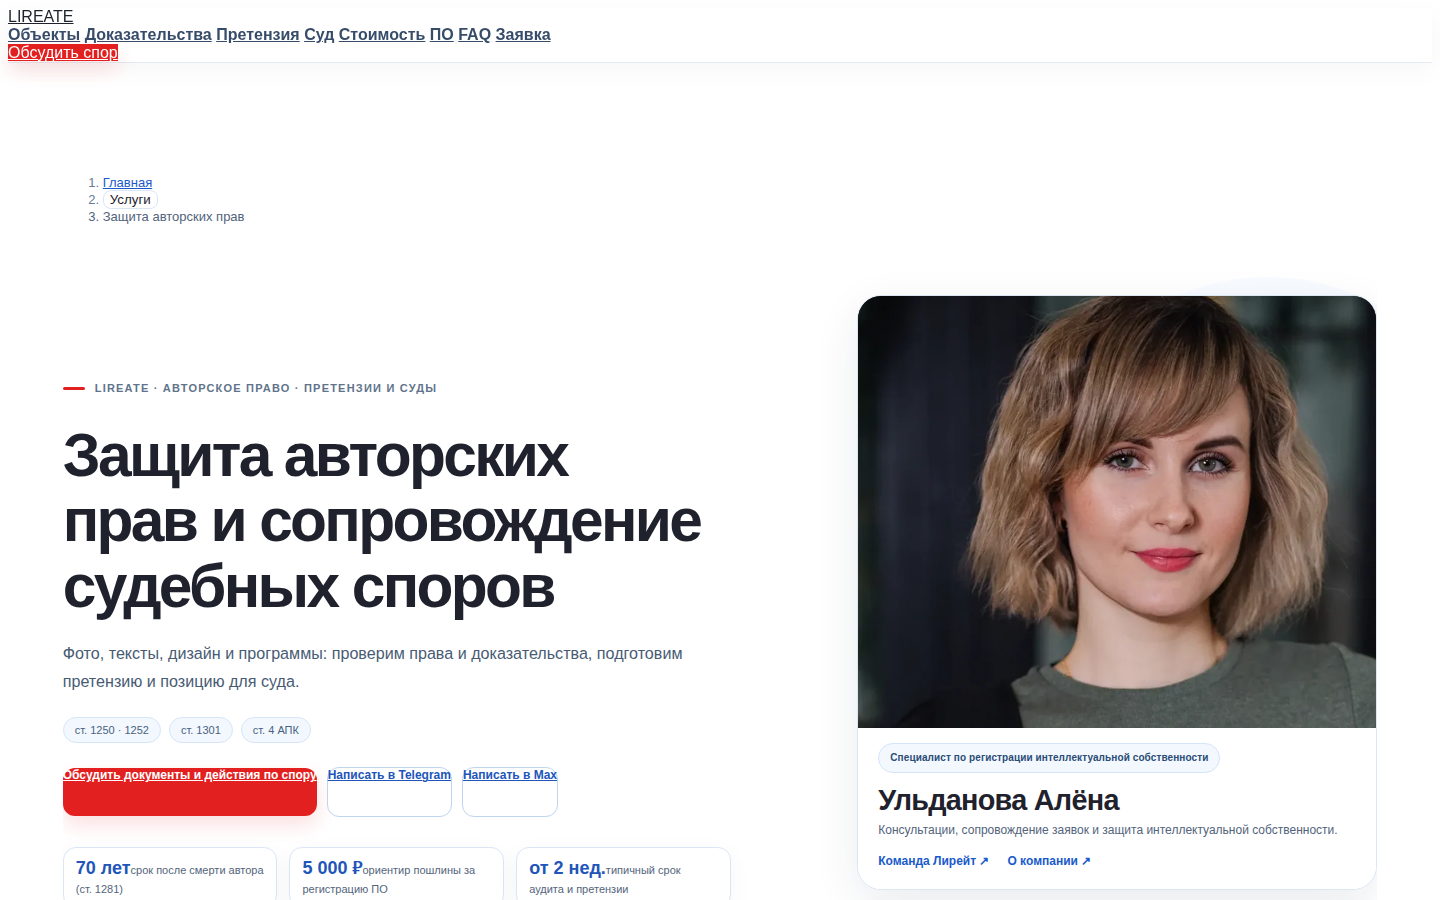 LIREATE
Объекты Доказательства Претензия Суд Стоимость ПО FAQ Заявка
Обсудить спор
1. Главная
2. Услуги
3. Защита авторских прав
LIREATE · АВТОРСКОЕ ПРАВО · ПРЕТЕНЗИИ И СУДЫ
Защита авторских
прав и сопровождение
судебных споров
Фото, тексты, дизайн и программы: проверим права и доказательства, подготовим
претензию и позицию для суда.
ст. 1250 · 1252 ст. 1301 ст. 4 АПК
Обсудить документы и действия по спору Написать в Telegram Написать в Max
70 лет срок после смерти автора
(ст. 1281)
5 000 ₽ ориентир пошлины за
регистрацию ПО
от 2 нед. типичный срок
аудита и претензии
Специалист по регистрации интеллектуальной собственности
Ульданова Алёна
Консультации, сопровождение заявок и защита интеллектуальной собственности.
Команда Лирейт ↗ О компании ↗